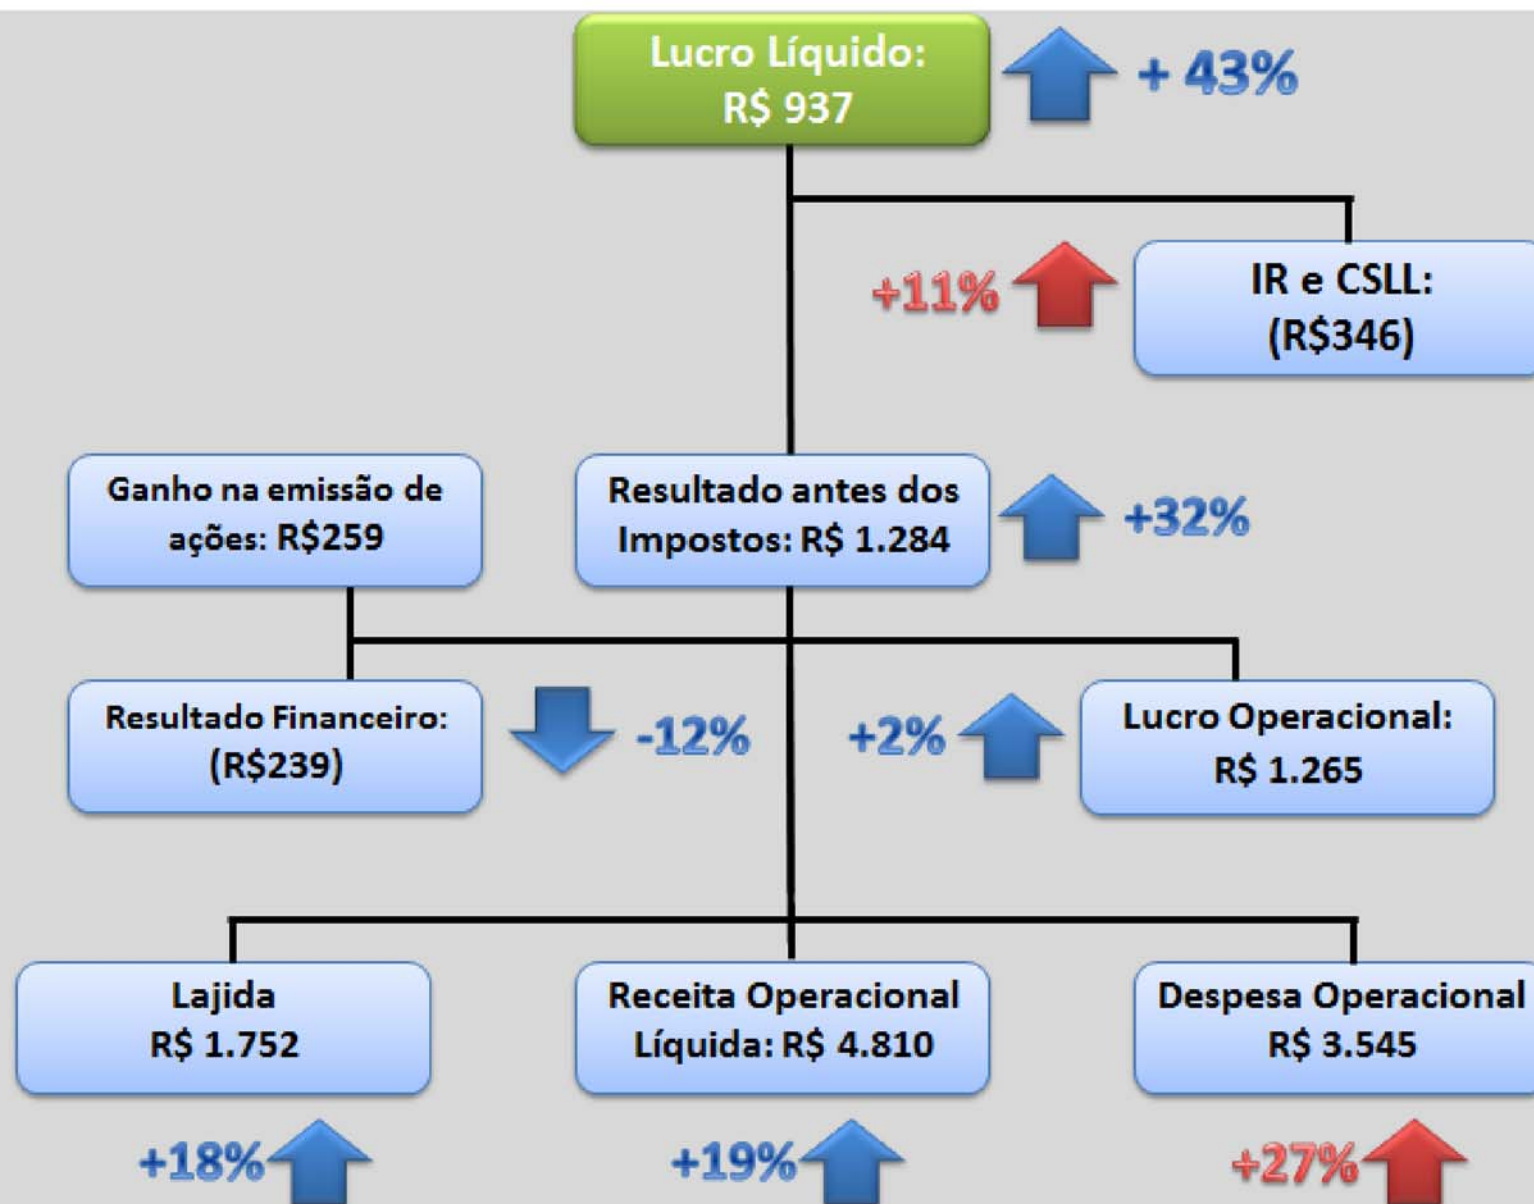 Lucro Líquido:
R$ 937
+ 43%
+11%
IR e CSLL:
(R$346)
Ganho na emissão de
ações: R$259
Resultado antes dos
Impostos: R$ 1.284
+32%
Resultado Financeiro:
(R$239)
-12%
+2%
Lucro Operacional:
R$ 1.265
Lajida
R$ 1.752
Receita Operacional
Líquida: R$ 4.810
Despesa Operacional
R$ 3.545
+18%
+19%
+27%